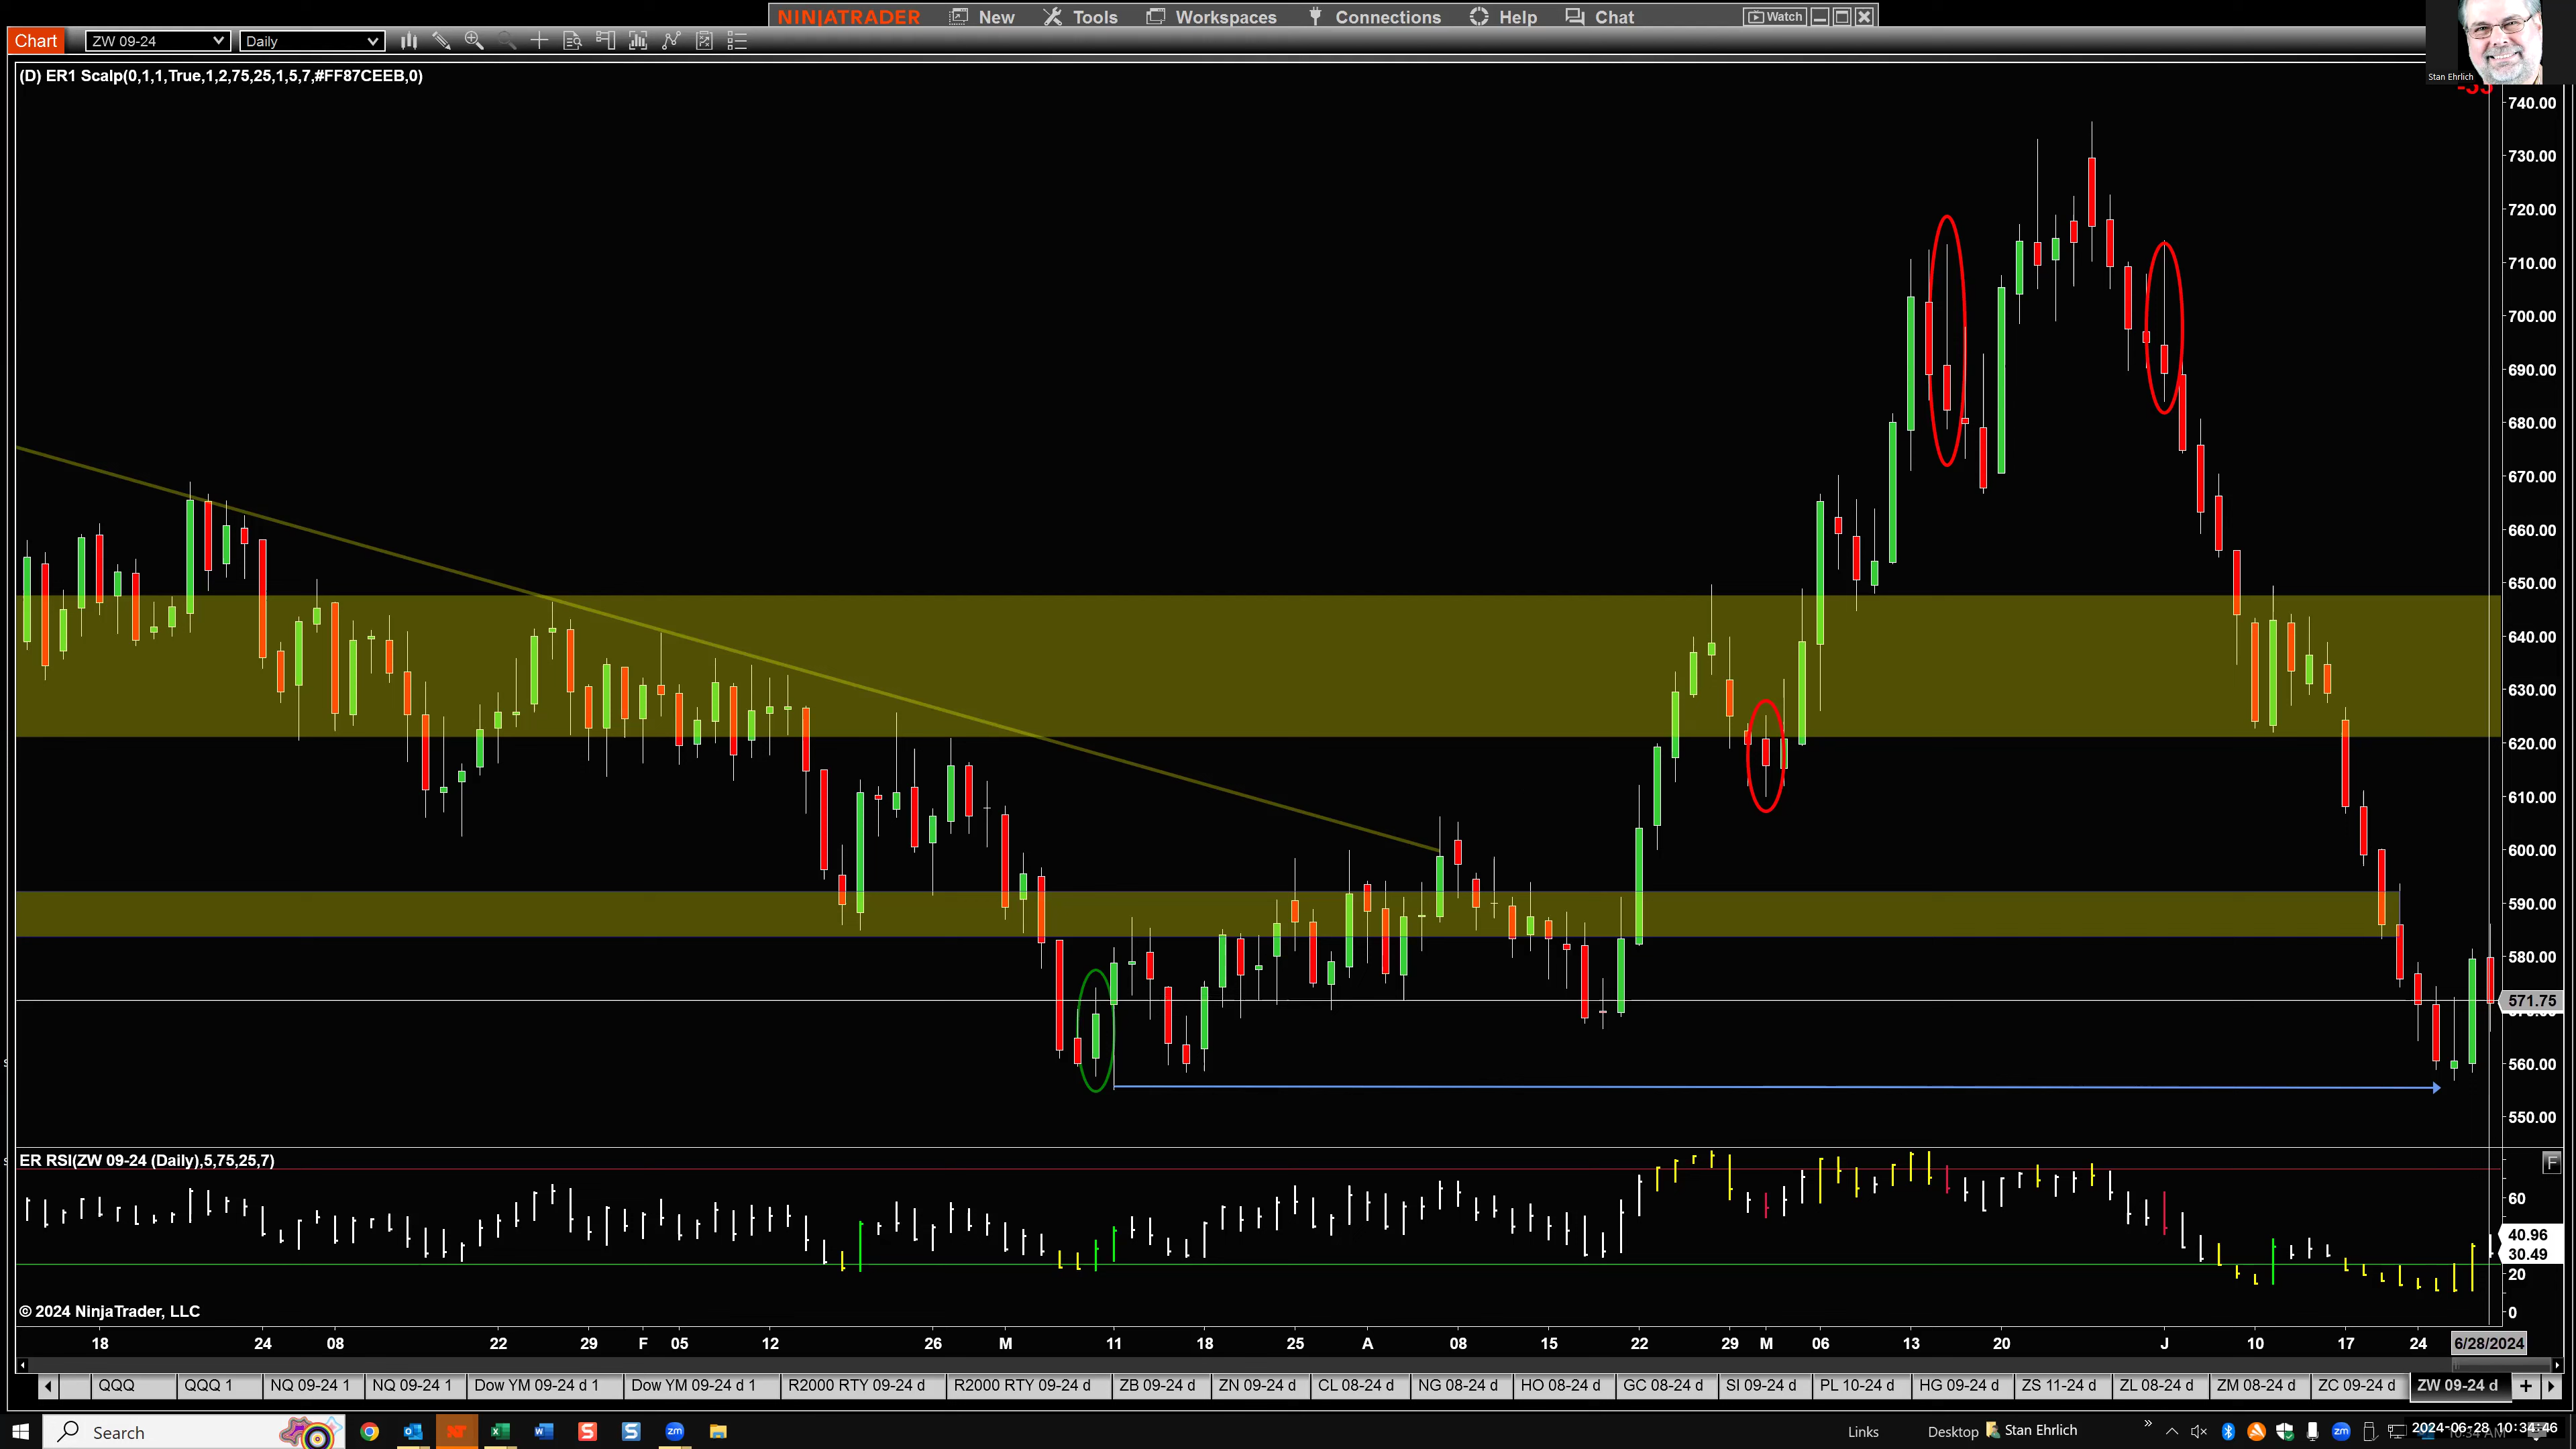 NINJATRADER New Tools Workspaces Connections Help Chat Watch
Chart ZW 09-24 Daily
Stan Ehrlich
(D) ER1 Scalp(0,1,1,True,1,2,75,25,1,5,7,#FF87CEEB,0)
740.00
730.00
720.00
710.00
700.00
690.00
680.00
670.00
660.00
650.00
640.00
630.00
620.00
610.00
600.00
590.00
580.00
571.75
560.00
550.00
ER RSI(ZW 09-24 (Daily),5,75,25,7)
F
60
40.96
30.49
20
0
© 2024 NinjaTrader, LLC
18 24 08 22 29 F 05 12 26 M 11 18 25 A 08 15 22 29 M 06 13 20 J 10 17 24 6/28/2024
QQQ QQQ 1 NQ 09-24 1 NQ 09-24 1 Dow YM 09-24 d 1 Dow YM 09-24 d 1 R2000 RTY 09-24 d R2000 RTY 09-24 d ZB 09-24 d ZN 09-24 d CL 08-24 d NG 08-24 d HO 08-24 d GC 08-24 d SI 09-24 d PL 10-24 d HG 09-24 d ZS 11-24 d ZL 08-24 d ZM 08-24 d ZC 09-24 d ZW 09-24 d
Search Links Desktop Stan Ehrlich 2024-06-28 10:34:46